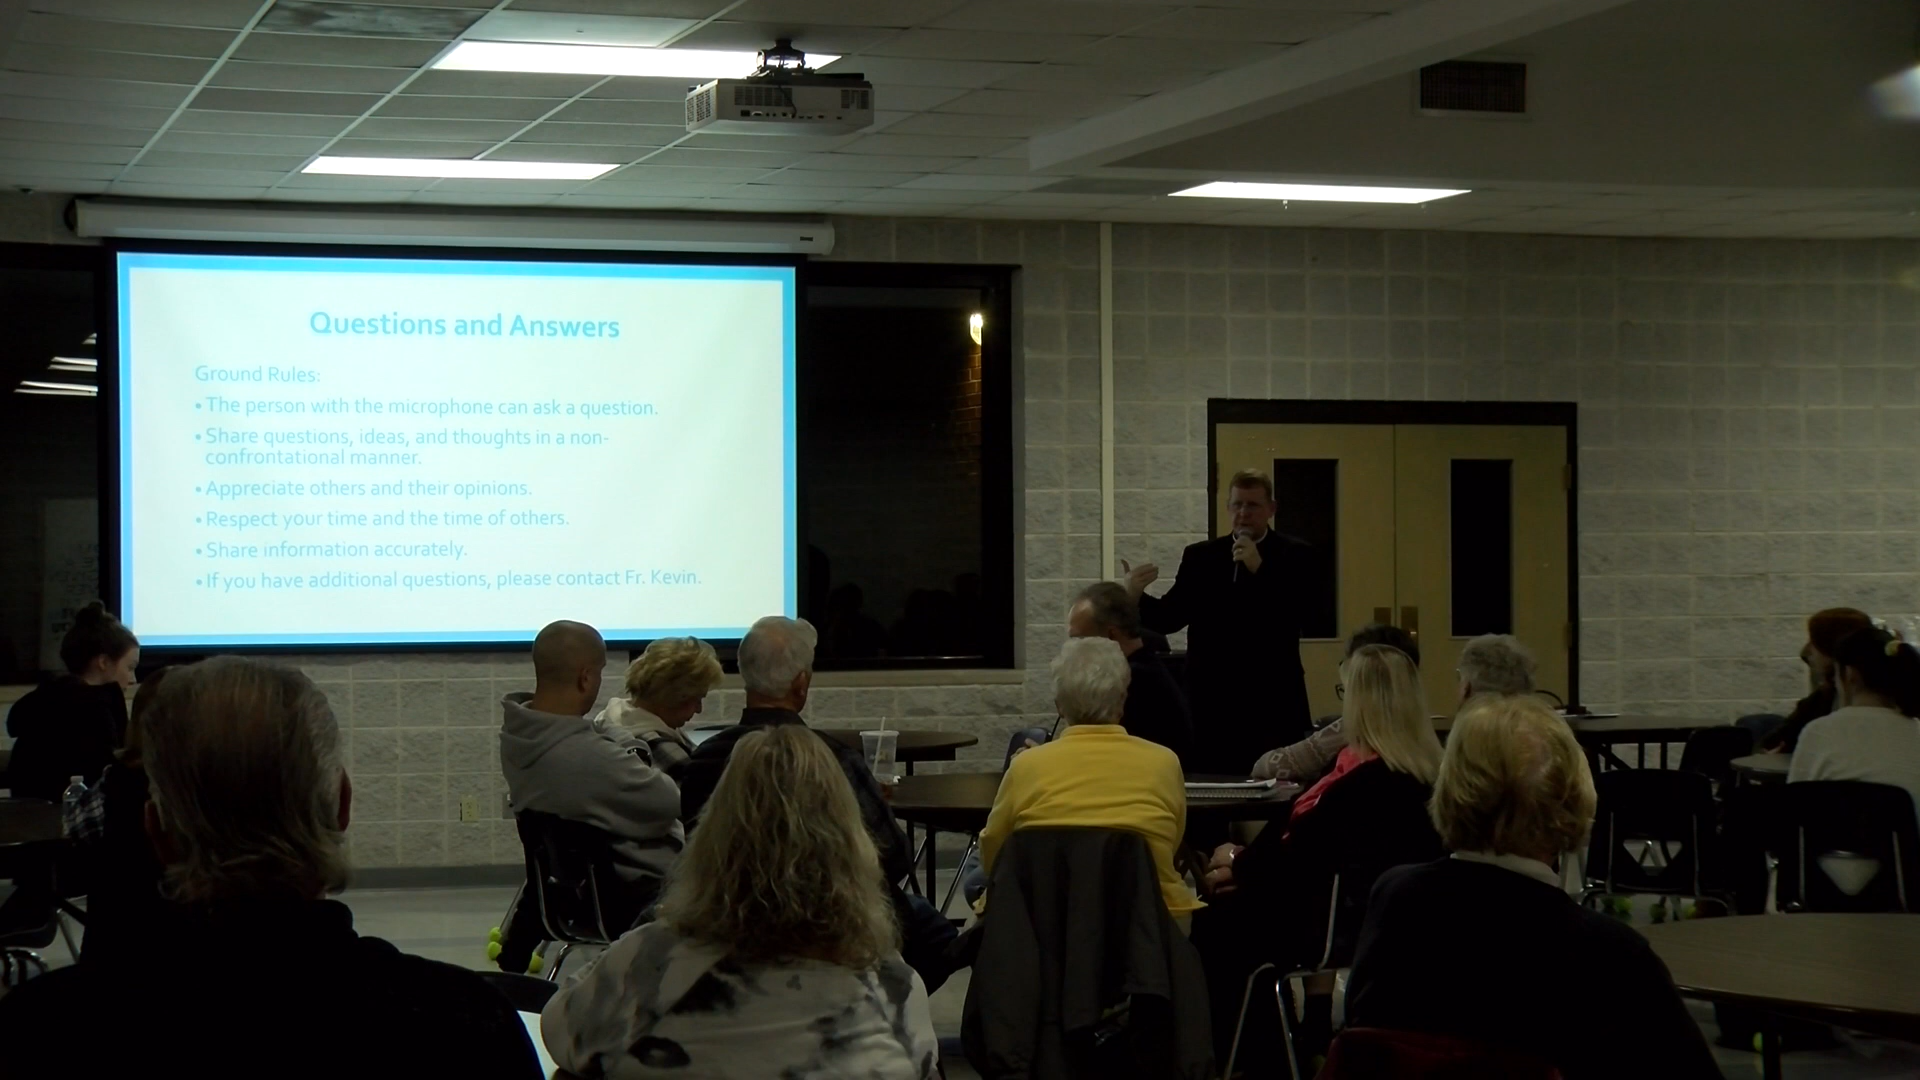 Questions and Answers
Ground Rules:
• The person with the microphone can ask a question.
• Share questions, ideas, and thoughts in a non-
confrontational manner.
• Appreciate others and their opinions.
• Respect your time and the time of others.
• Share information accurately.
• If you have additional questions, please contact Fr. Kevin.